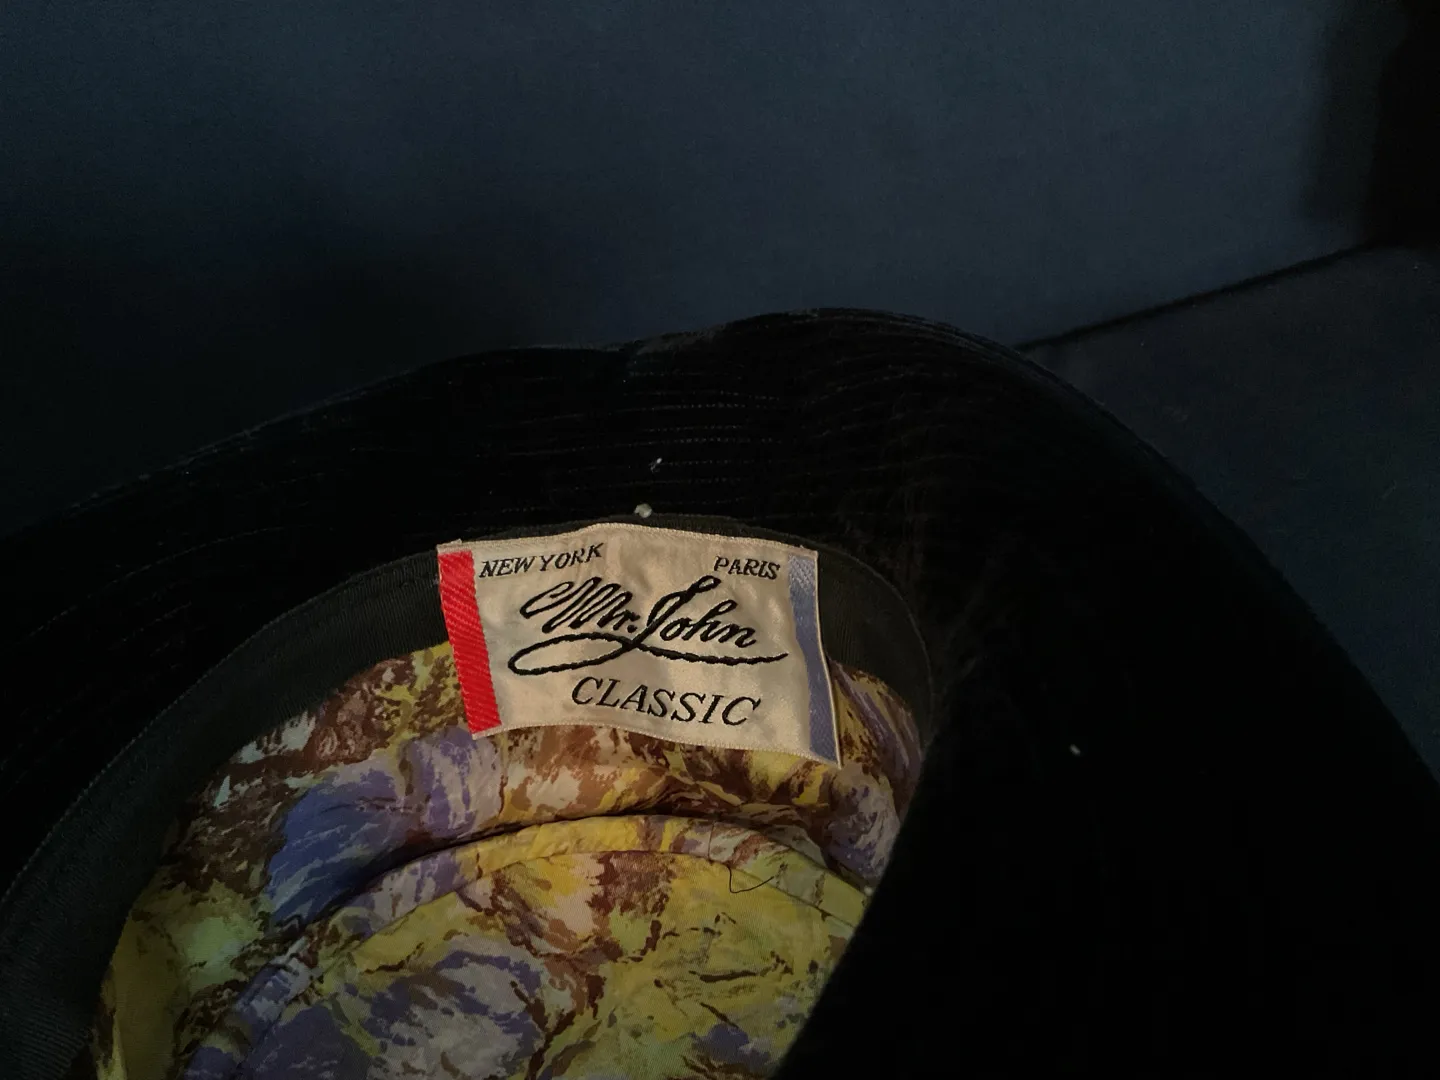 NEW YORK PARIS
Mr. John
CLASSIC